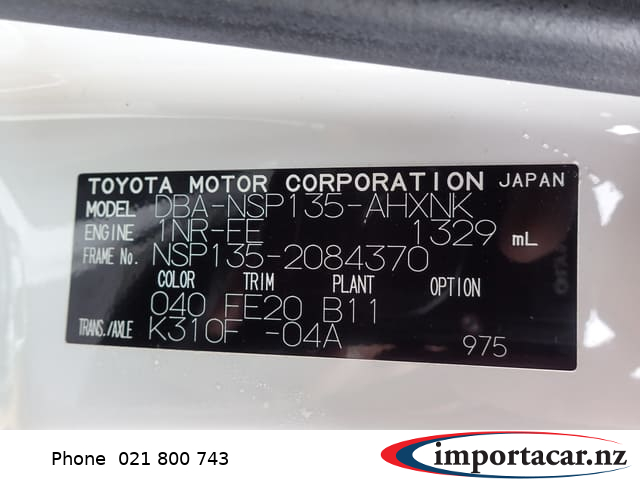 TOYOTA MOTOR CORPORATION JAPAN
MODEL DBA-NSP135-AHXNK
ENGINE 1NR-FE 1329 mL
FRAME No. NSP135-2084370
COLOR TRIM PLANT OPTION
040 FE20 B11
TRANS./AXLE K310F -04A 975
Phone 021 800 743
importacar.nz